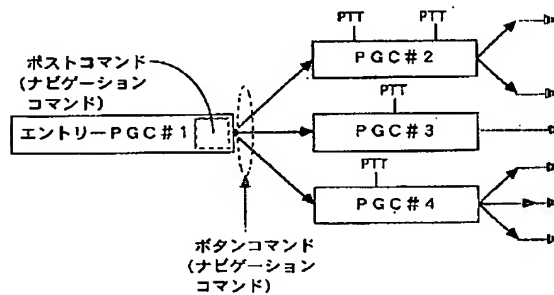 PTT PTT
ポストコマンド
(ナビゲーション
コマンド)
PGC#2
PTT
エントリーPGC#1
PGC#3
PTT
PGC#4
ボタンコマンド
(ナビゲーション
コマンド)